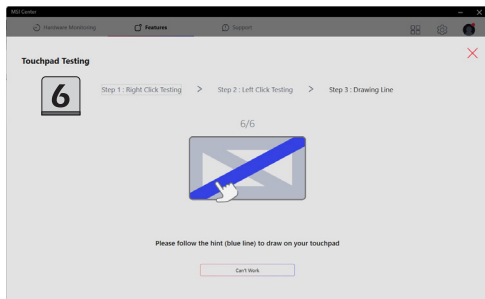 MSI Center
Hardware Monitoring
Features
Support
Touchpad Testing
6
Step 1 : Right Click Testing > Step 2 : Left Click Testing > Step 3 : Drawing Line
6/6
Please follow the hint (blue line) to draw on your touchpad
Can't Work